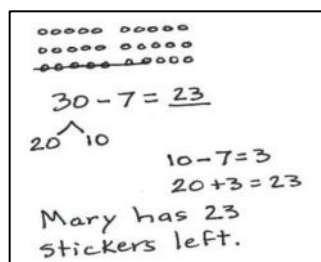 30 - 7 = 23
20 10
10 - 7 = 3
20 + 3 = 23
Mary has 23
stickers left.